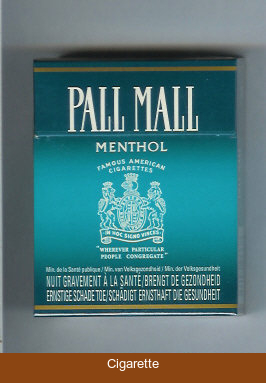 PALL MALL
MENTHOL
FAMOUS AMERICAN
CIGARETTES
IN HOC SIGNO VINCES
"WHEREVER PARTICULAR
PEOPLE CONGREGATE"
Min. de la Santé publique / Min. van Volksgezondheid / Min. der Volksgesundheit
NUIT GRAVEMENT À LA SANTÉ/BRENGT DE GEZONDHEID
ERNSTIGE SCHADE TOE/SCHÄDIGT ERNSTHAFT DIE GESUNDHEIT
Cigarette